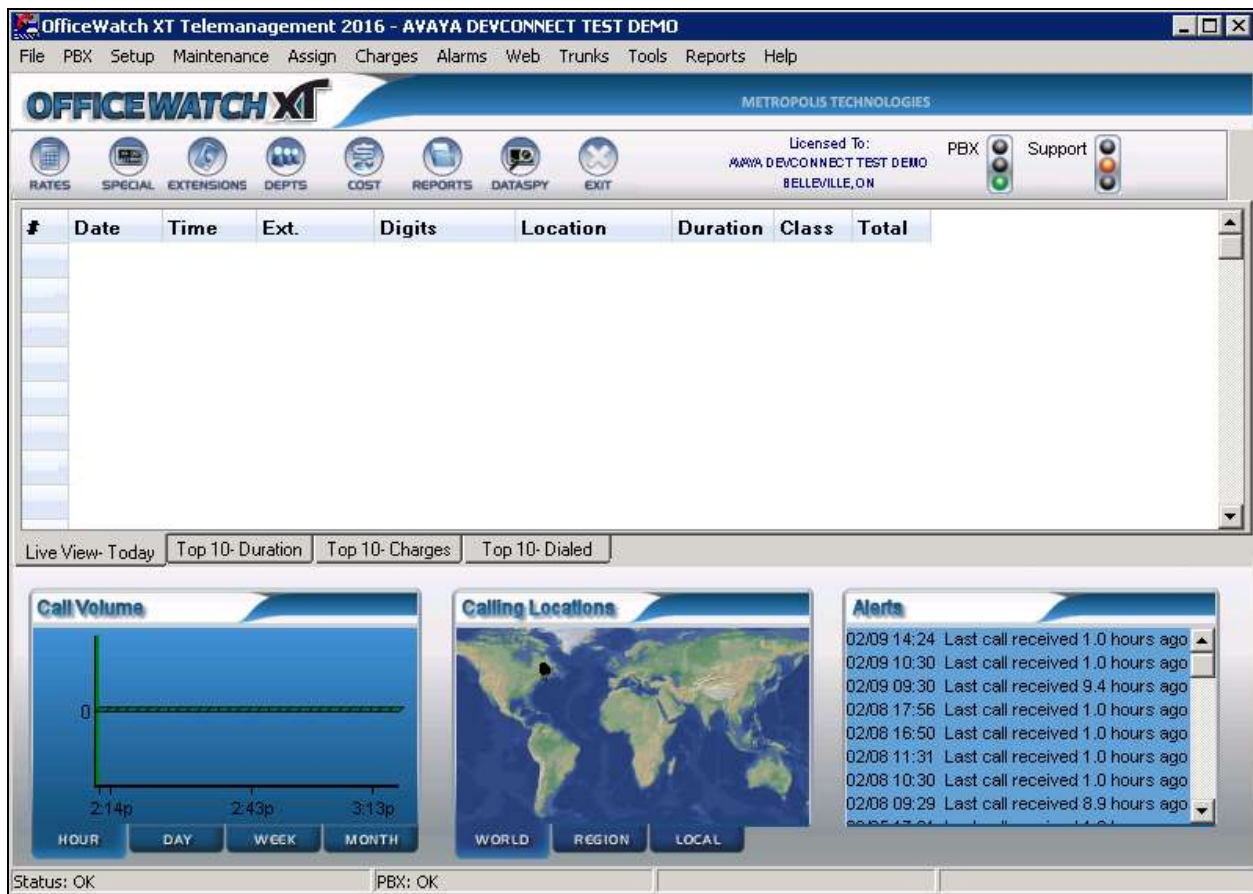 OfficeWatch XT Telemanagement 2016 - AVAYA DEVCONNECT TEST DEMO
File PBX Setup Maintenance Assign Charges Alarms Web Trunks Tools Reports Help
OFFICEWATCH XT
METROPOLIS TECHNOLOGIES
RATES SPECIAL EXTENSIONS DEPTS COST REPORTS DATASPY EXIT
Licensed To:
AVAYA DEVCONNECT TEST DEMO
BELLEVILLE, ON
PBX Support
# Date Time Ext. Digits Location Duration Class Total
Live View- Today Top 10- Duration Top 10- Charges Top 10- Dialed
Call Volume
0
2:14p 2:43p 3:13p
HOUR DAY WEEK MONTH
Calling Locations
WORLD REGION LOCAL
Alerts
02/09 14:24 Last call received 1.0 hours ago
02/09 10:30 Last call received 1.0 hours ago
02/09 09:30 Last call received 9.4 hours ago
02/08 17:56 Last call received 1.0 hours ago
02/08 16:50 Last call received 1.0 hours ago
02/08 11:31 Last call received 1.0 hours ago
02/08 10:30 Last call received 1.0 hours ago
02/08 09:29 Last call received 8.9 hours ago
Status: OK PBX: OK